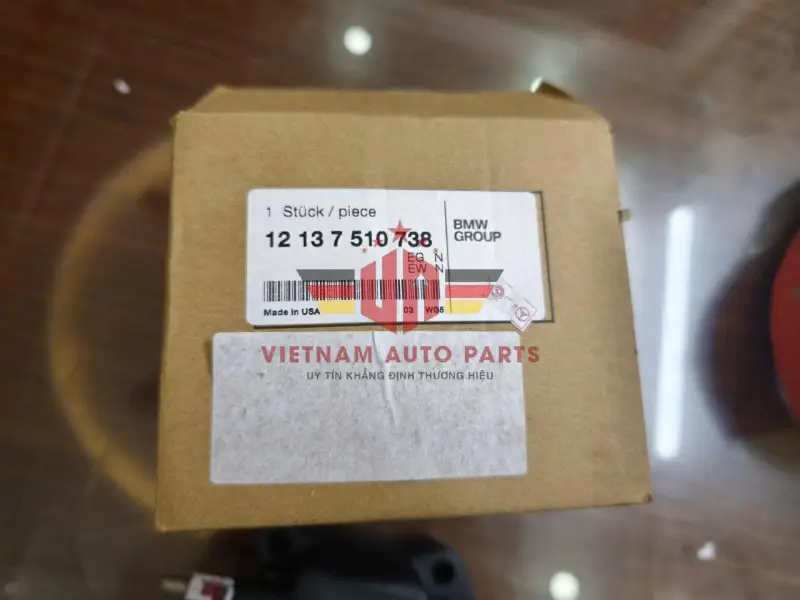 1 Stück / piece
12 13 7 510 738
BMW
GROUP
EG N
EW N
Made in USA 03 WG5
VIETNAM AUTO PARTS
UY TÍN KHẲNG ĐỊNH THƯƠNG HIỆU